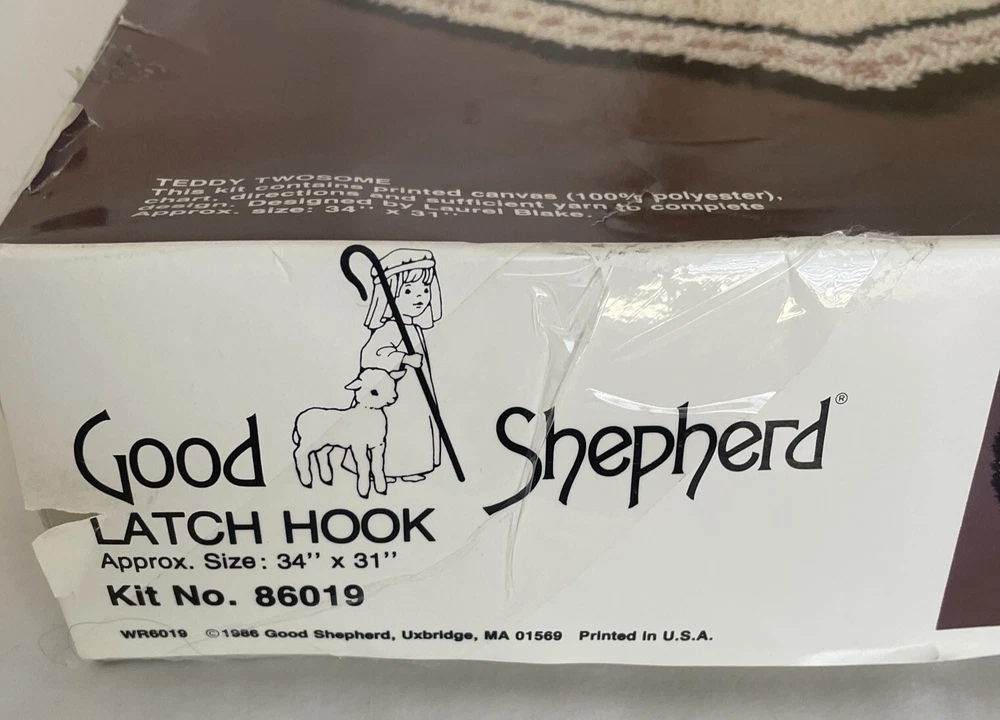 TEDDY TWOSOME
This kit contains printed canvas (100% polyester),
chart, directions and sufficient yarn to complete
design. Designed by Laurel Blake.
Approx. size: 34'' x 31''.
Good Shepherd®
LATCH HOOK
Approx. Size: 34'' x 31''
Kit No. 86019
WR6019 ©1986 Good Shepherd, Uxbridge, MA 01569 Printed in U.S.A.